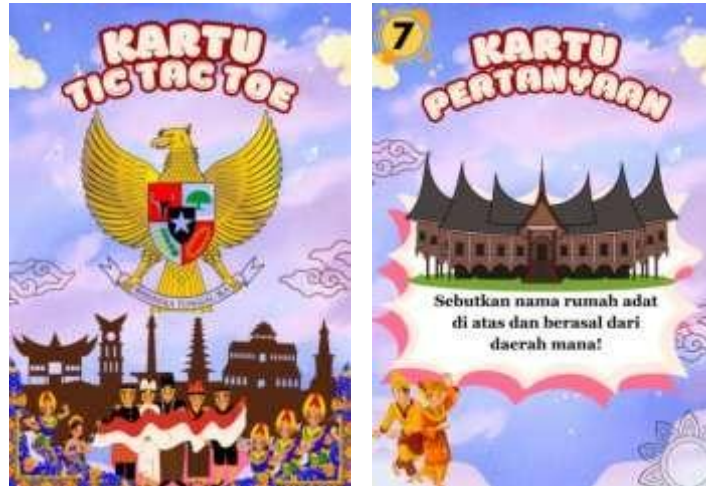 KARTU
TIC TAC TOE
7
KARTU
PERTANYAAN
Sebutkan nama rumah adat
di atas dan berasal dari
daerah mana!